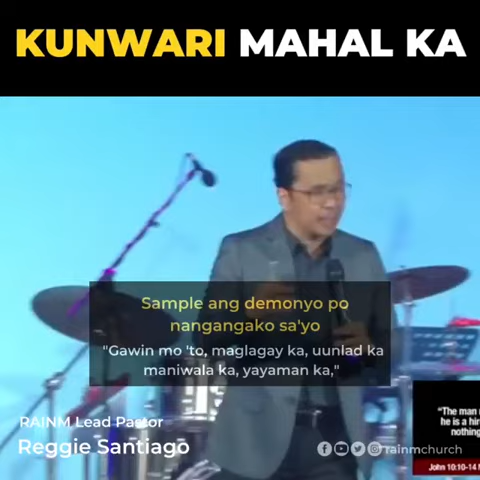 KUNWARI MAHAL KA
Sample ang demonyo po
nangangako sa'yo
"Gawin mo 'to, maglagay ka, uunlad ka
maniwala ka, yayaman ka,"
RAINM Lead Pastor
Reggie Santiago
rainmchurch
"The man
he is a hir
nothing
John 10:10-14